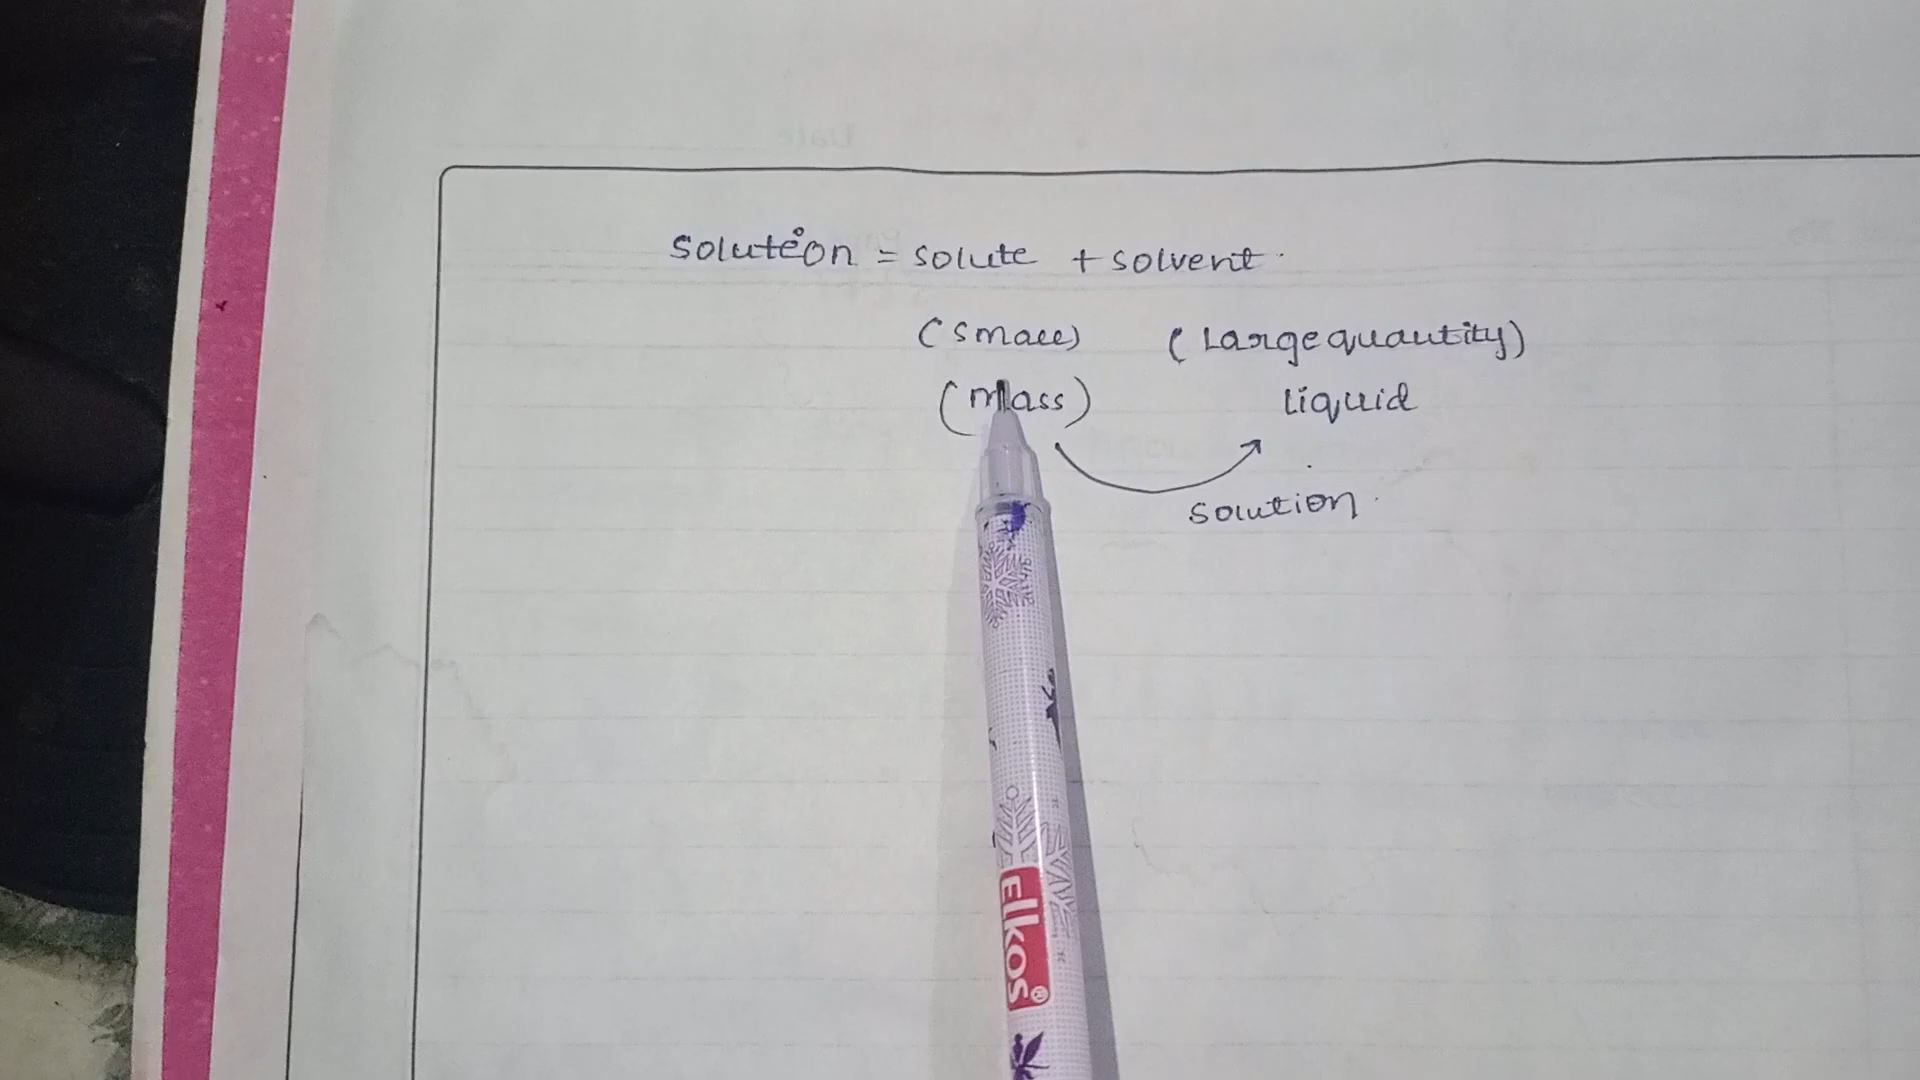 Solution = solute + solvent.
(small) (Large quantity)
(mass) liquid
solution.
elkos®